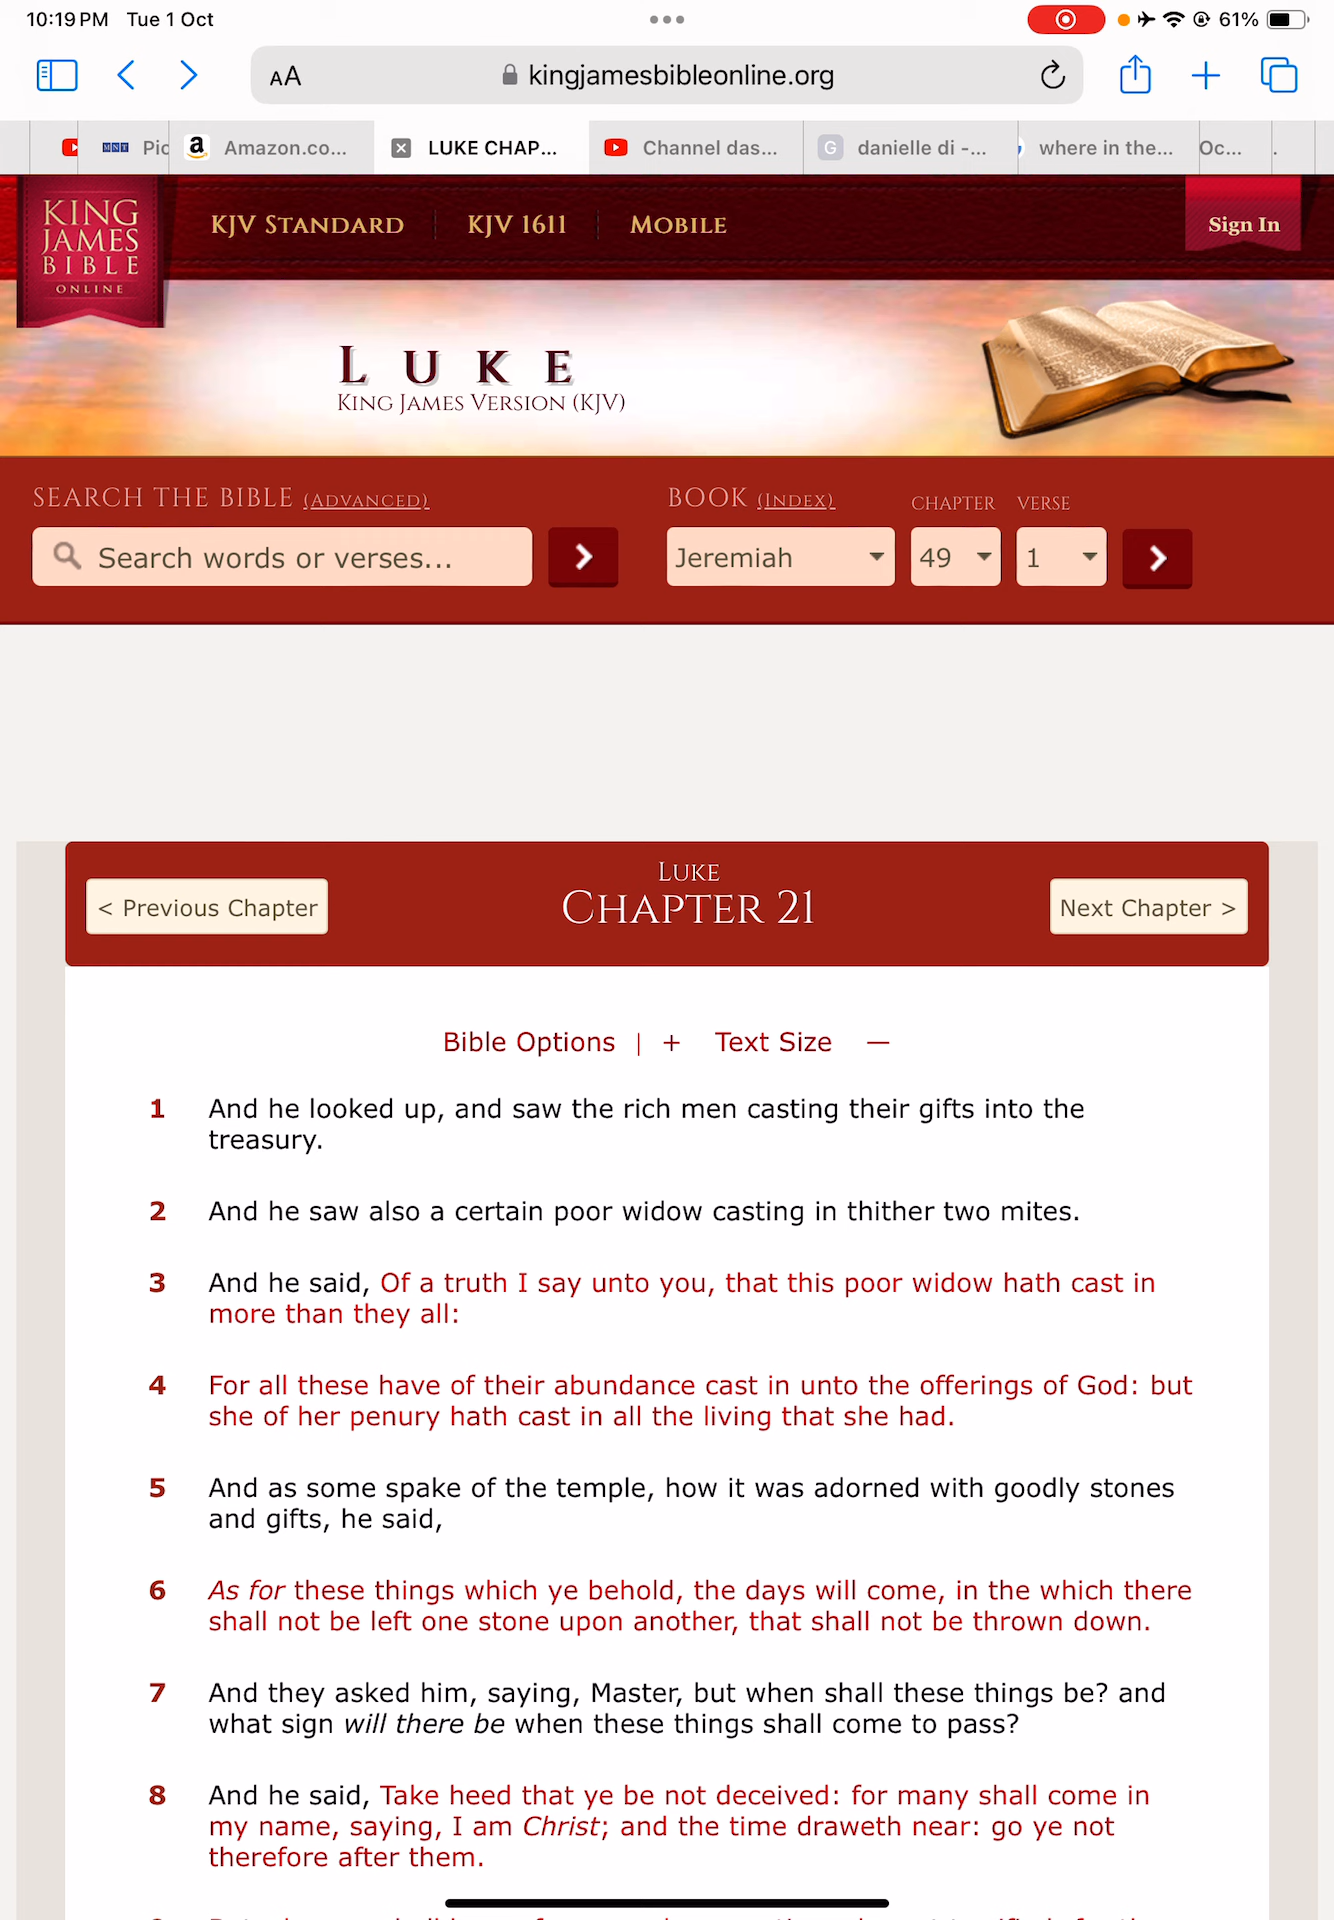 10:19 PM Tue 1 Oct 61%
AA kingjamesbibleonline.org
MNT Pic Amazon.co... LUKE CHAP... Channel das... G danielle di -... where in the... Oc... .
KING
JAMES
BIBLE
ONLINE
KJV STANDARD KJV 1611 MOBILE Sign In
LUKE
KING JAMES VERSION (KJV)
SEARCH THE BIBLE (ADVANCED) BOOK (INDEX) CHAPTER VERSE
Search words or verses... Jeremiah 49 1
LUKE
< Previous Chapter CHAPTER 21 Next Chapter >
Bible Options | + Text Size —
1 And he looked up, and saw the rich men casting their gifts into the
treasury.
2 And he saw also a certain poor widow casting in thither two mites.
3 And he said, Of a truth I say unto you, that this poor widow hath cast in
more than they all:
4 For all these have of their abundance cast in unto the offerings of God: but
she of her penury hath cast in all the living that she had.
5 And as some spake of the temple, how it was adorned with goodly stones
and gifts, he said,
6 As for these things which ye behold, the days will come, in the which there
shall not be left one stone upon another, that shall not be thrown down.
7 And they asked him, saying, Master, but when shall these things be? and
what sign will there be when these things shall come to pass?
8 And he said, Take heed that ye be not deceived: for many shall come in
my name, saying, I am Christ; and the time draweth near: go ye not
therefore after them.